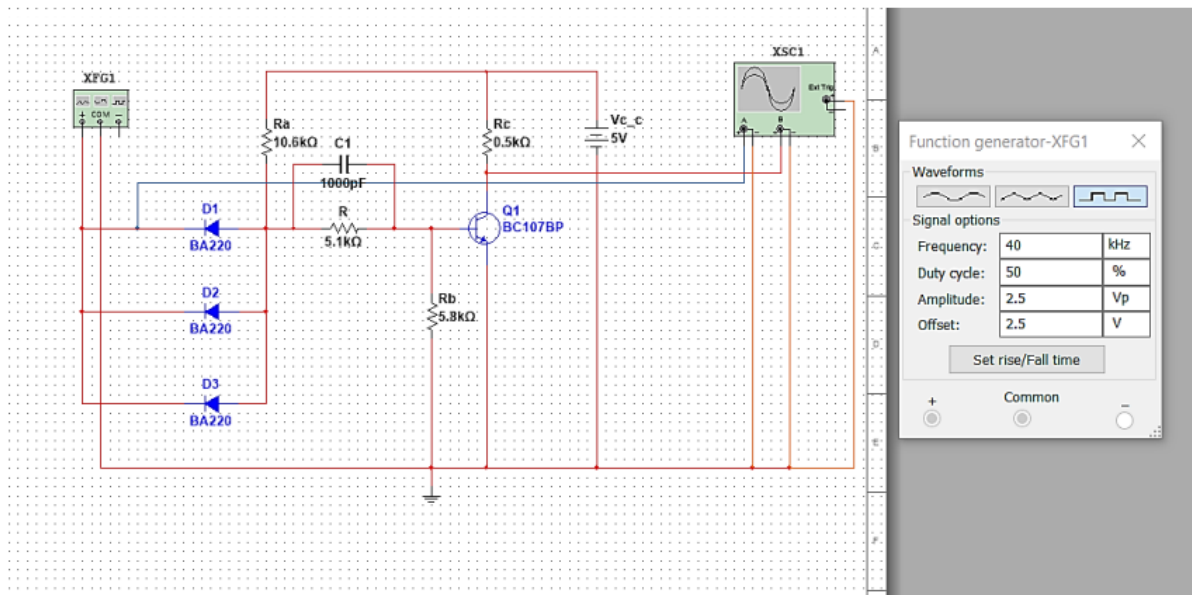 XFG1
COM
+
−
Ra
10.6kΩ
C1
1000pF
R
5.1kΩ
D1
BA220
D2
BA220
D3
BA220
Rb
5.8kΩ
Rc
0.5kΩ
Q1
BC107BP
Vc_c
5V
XSC1
Ext Trig
A
B
A
B
C
D
E
F
Function generator-XFG1
Waveforms
Signal options
Frequency: 40 kHz
Duty cycle: 50 %
Amplitude: 2.5 Vp
Offset: 2.5 V
Set rise/Fall time
+ Common −